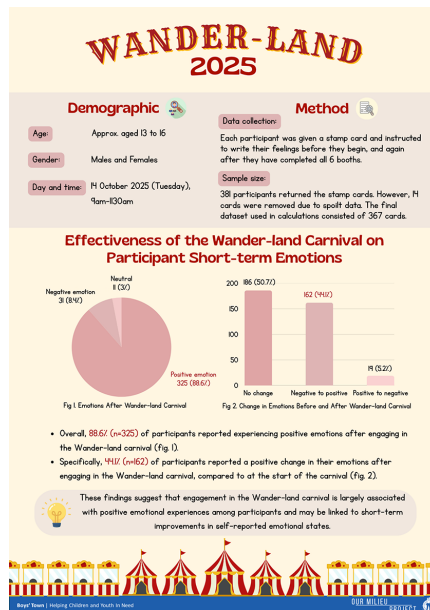 WANDER-LAND
2025
Demographic
Age:
Approx. aged 13 to 16
Gender:
Males and Females
Day and time:
14 October 2025 (Tuesday),
9am-1130am
Method
Data collection:
Each participant was given a stamp card and instructed
to write their feelings before they begin, and again
after they have completed all 6 booths.
Sample size:
381 participants returned the stamp cards. However, 14
cards were removed due to spoilt data. The final
dataset used in calculations consisted of 367 cards.
Effectiveness of the Wander-land Carnival on
Participant Short-term Emotions
Neutral
11 (3%)
Negative emotion
31 (8.4%)
Positive emotion
325 (88.6%)
Fig 1. Emotions After Wander-land Carnival
200
150
100
50
0
186 (50.7%)
162 (44.1%)
19 (5.2%)
No change
Negative to positive
Positive to negative
Fig 2. Change in Emotions Before and After Wander-land Carnival
• Overall, 88.6% (n=325) of participants reported experiencing positive emotions after engaging in
the Wander-land carnival (fig. 1).
• Specifically, 44.1% (n=162) of participants reported a positive change in their emotions after
engaging in the Wander-land carnival, compared to at the start of the carnival (fig. 2).
These findings suggest that engagement in the Wander-land carnival is largely associated
with positive emotional experiences among participants and may be linked to short-term
improvements in self-reported emotional states.
Boys' Town | Helping Children and Youth In Need
OUR MILIEU
PROJECT